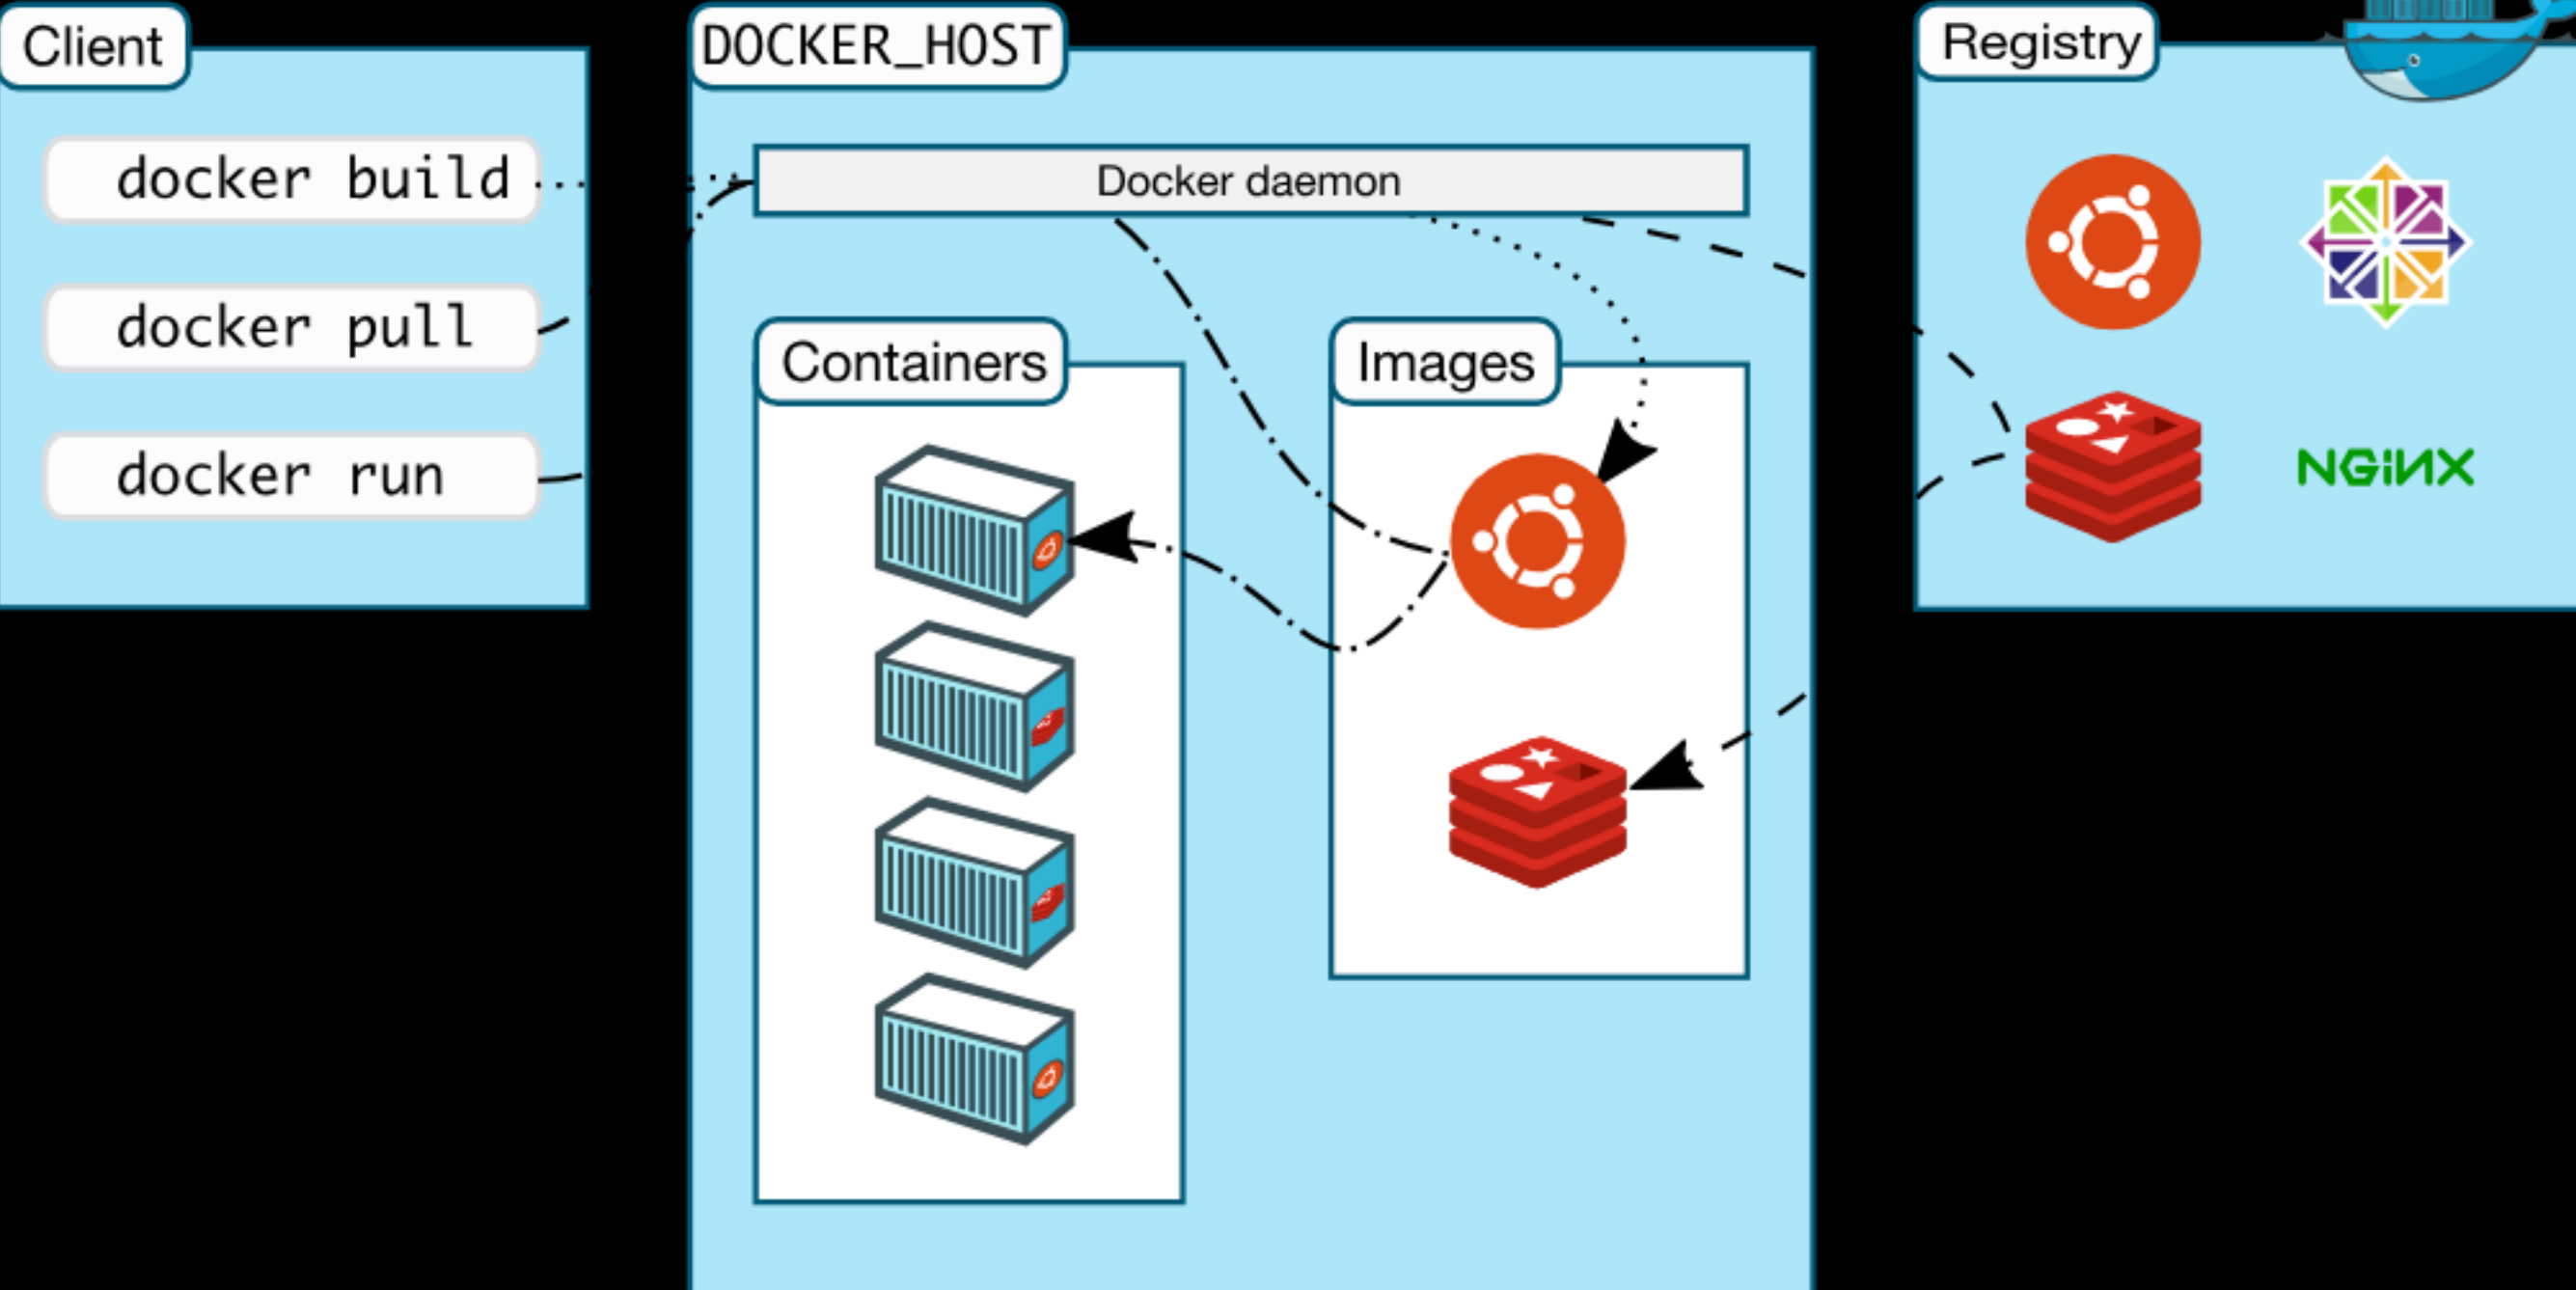 Client
docker build
docker pull
docker run
DOCKER_HOST
Docker daemon
Containers
Images
Registry
NGiNX